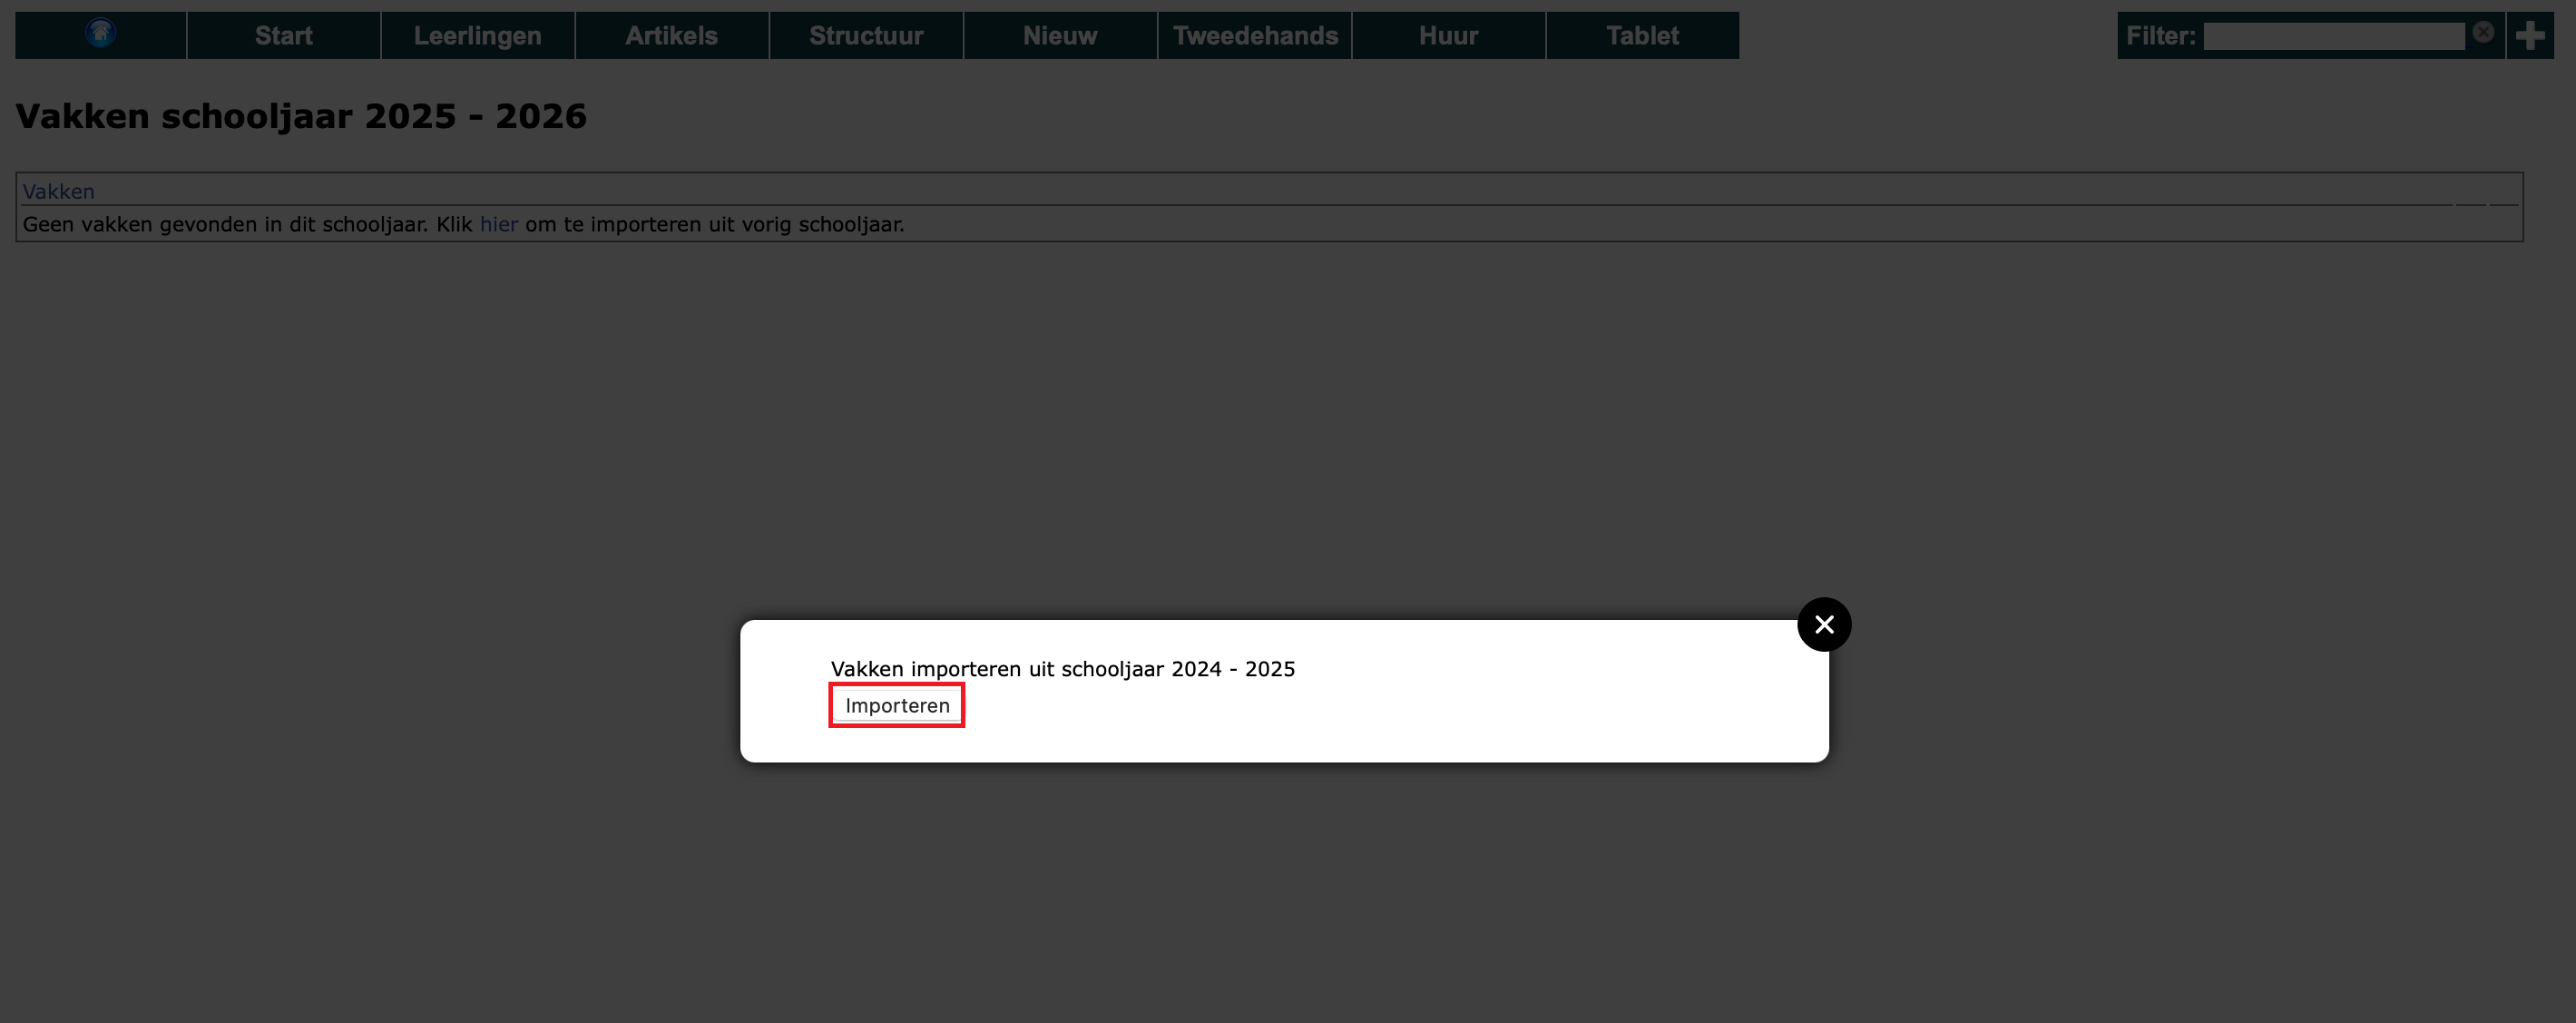 Start Leerlingen Artikels Structuur Nieuw Tweedehands Huur Tablet Filter:
Vakken schooljaar 2025 - 2026
Vakken
Geen vakken gevonden in dit schooljaar. Klik hier om te importeren uit vorig schooljaar.
Vakken importeren uit schooljaar 2024 - 2025
Importeren